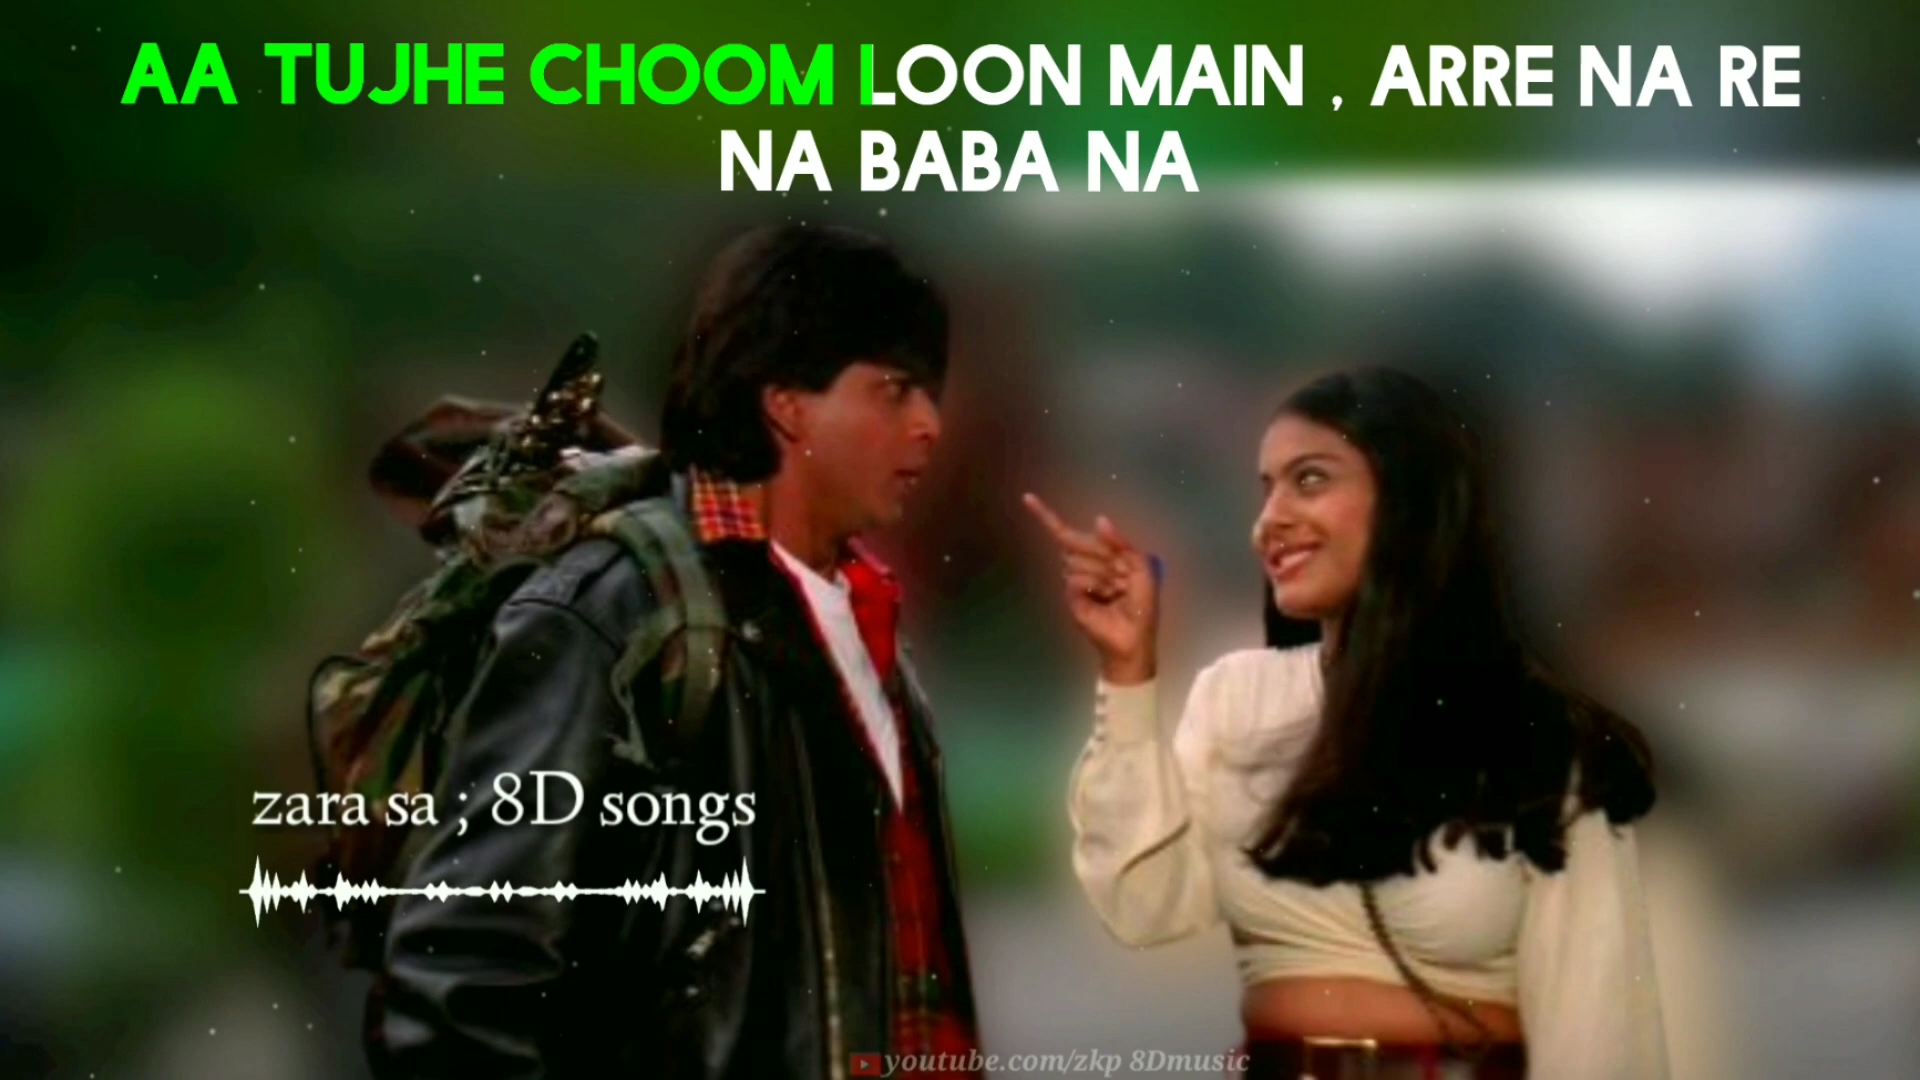 AA TUJHE CHOOM LOON MAIN , ARRE NA RE
NA BABA NA
zara sa ; 8D songs
youtube.com/zkp 8Dmusic